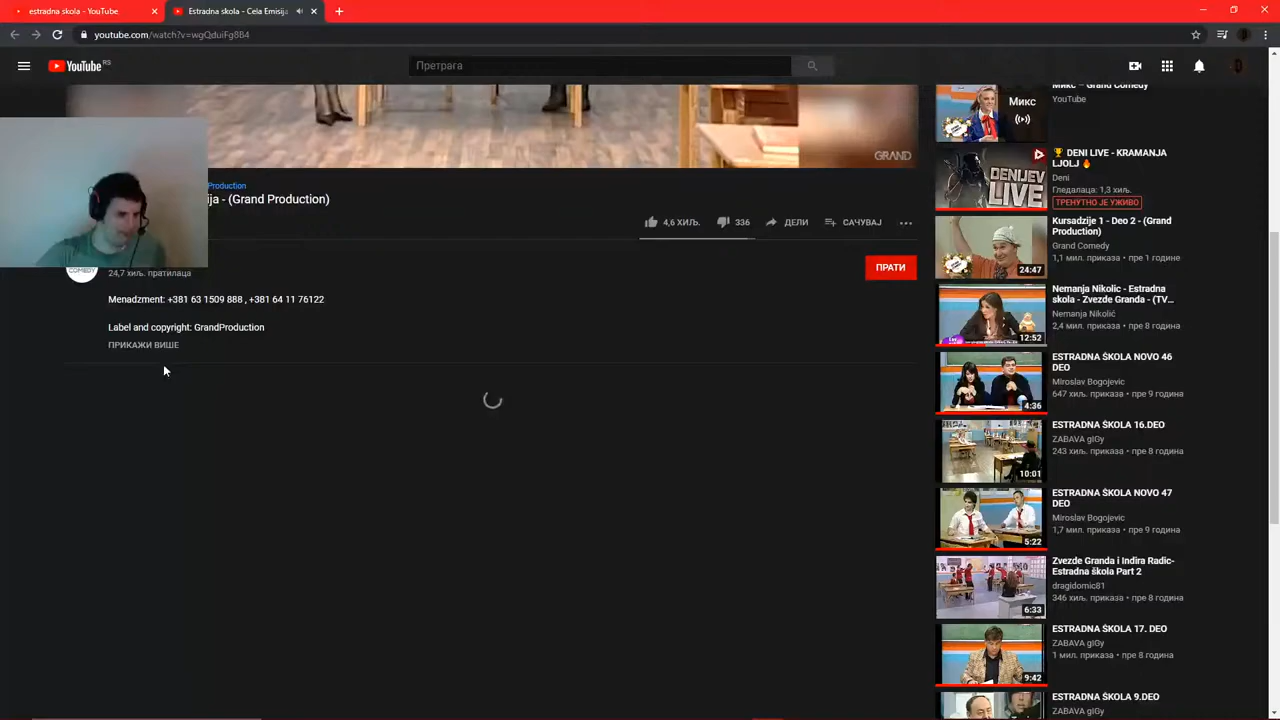 estradna skola - YouTube
Estradna skola - Cela Emisija
youtube.com/watch?v=wgQduiFg8B4
YouTube RS
Претрага
GRAND
Production
ija - (Grand Production)
4,6 ХИЉ.
336
ДЕЛИ
САЧУВАЈ
COMEDY
24,7 хиљ. пратилаца
ПРАТИ
Menadzment: +381 63 1509 888 , +381 64 11 76122
Label and copyright: GrandProduction
ПРИКАЖИ ВИШЕ
Микс – Grand Comedy
YouTube
Микс
🏆 DENI LIVE - KRAMANJA
LJOLJ 🔥
Deni
Гледалаца: 1,3 хиљ.
ТРЕНУТНО ЈЕ УЖИВО
DENIJEV
LIVE
Kursadzije 1 - Deo 2 - (Grand
Production)
Grand Comedy
1,1 мил. приказа • пре 1 године
24:47
Nemanja Nikolic - Estradna
skola - Zvezde Granda - (TV...
Nemanja Nikolić
2,4 мил. приказа • пре 8 година
12:52
ESTRADNA ŠKOLA NOVO 46
DEO
Miroslav Bogojevic
647 хиљ. приказа • пре 9 година
4:36
ESTRADNA ŠKOLA 16.DEO
ZABAVA gIGy
243 хиљ. приказа • пре 8 година
10:01
ESTRADNA ŠKOLA NOVO 47
DEO
Miroslav Bogojevic
1,7 мил. приказа • пре 9 година
5:22
Zvezde Granda i Indira Radic-
Estradna škola Part 2
dragidomic81
346 хиљ. приказа • пре 8 година
6:33
ESTRADNA ŠKOLA 17. DEO
ZABAVA gIGy
1 мил. приказа • пре 8 година
9:42
ESTRADNA ŠKOLA 9.DEO
ZABAVA gIGy